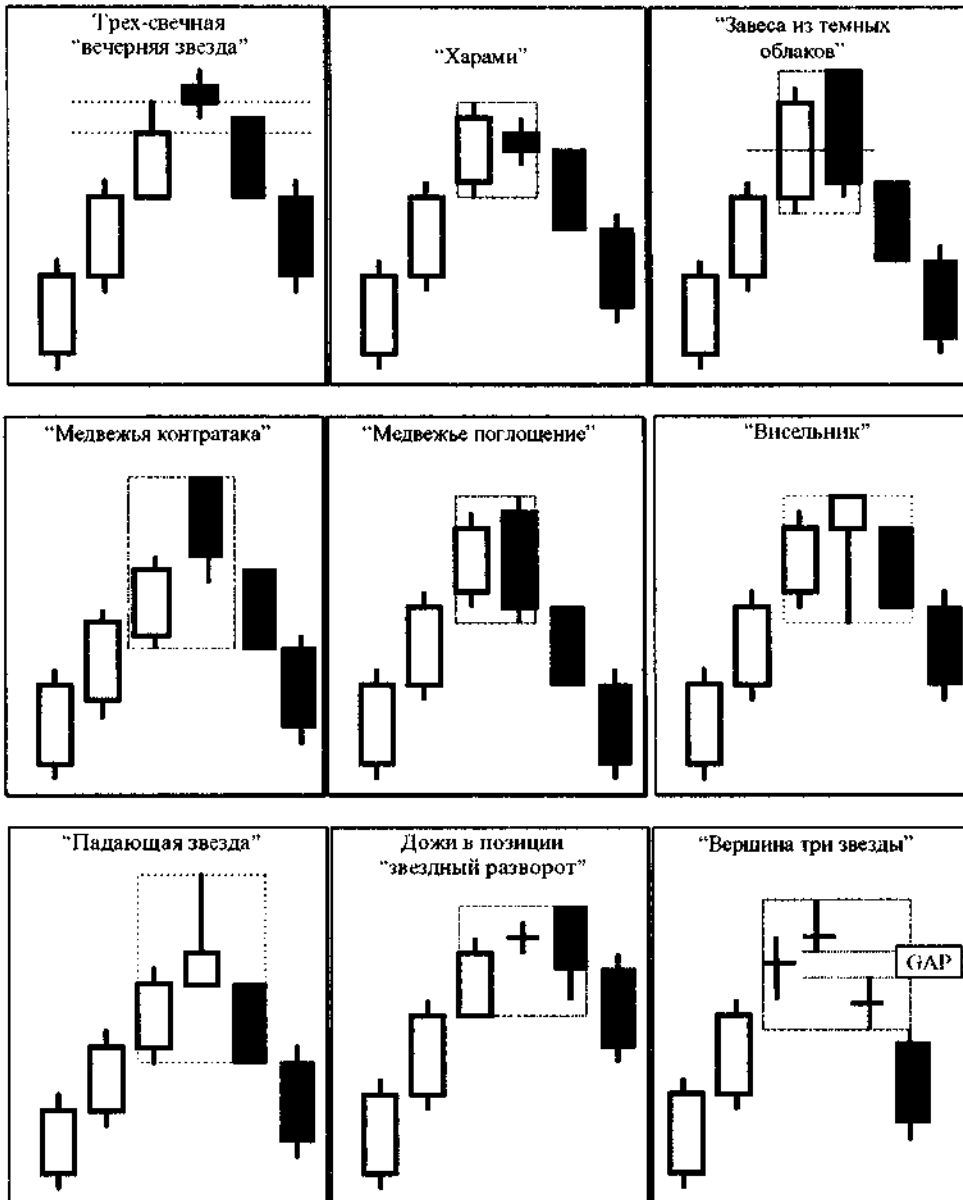 Трех-свечная
“вечерняя звезда”
“Харами”
“Завеса из темных
облаков”
“Медвежья контратака”
“Медвежье поглощение”
“Висельник”
“Падающая звезда”
Дожи в позиции
“звездный разворот”
“Вершина три звезды”
GAP